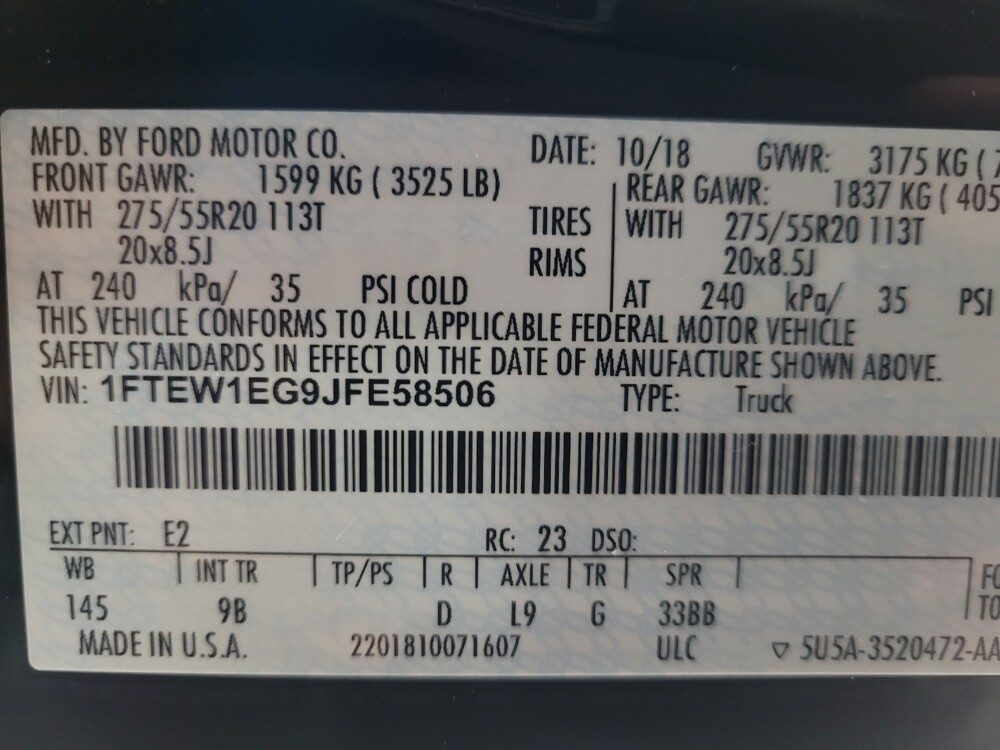 MFD. BY FORD MOTOR CO. DATE: 10/18 GVWR: 3175 KG ( 7
FRONT GAWR: 1599 KG ( 3525 LB) REAR GAWR: 1837 KG ( 405
WITH 275/55R20 113T TIRES WITH 275/55R20 113T
20x8.5J RIMS 20x8.5J
AT 240 kPa/ 35 PSI COLD AT 240 kPa/ 35 PSI
THIS VEHICLE CONFORMS TO ALL APPLICABLE FEDERAL MOTOR VEHICLE
SAFETY STANDARDS IN EFFECT ON THE DATE OF MANUFACTURE SHOWN ABOVE.
VIN: 1FTEW1EG9JFE58506 TYPE: Truck
EXT PNT: E2 RC: 23 DSO:
WB INT TR TP/PS R AXLE TR SPR FO
145 9B D L9 G 33BB TO
MADE IN U.S.A. 2201810071607 ULC ▽ 5U5A-3520472-AA